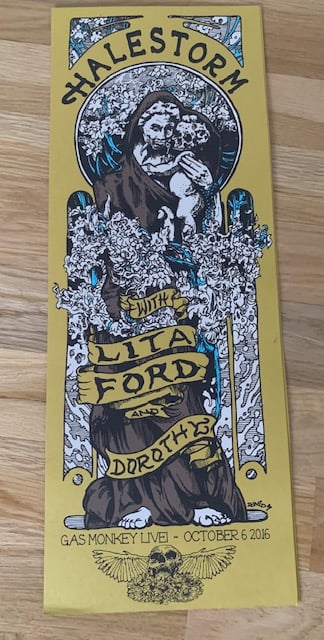 HALESTORM
WITH
LITA
FORD
AND
DOROTHY
GAS MONKEY LIVE! - OCTOBER 6 2016